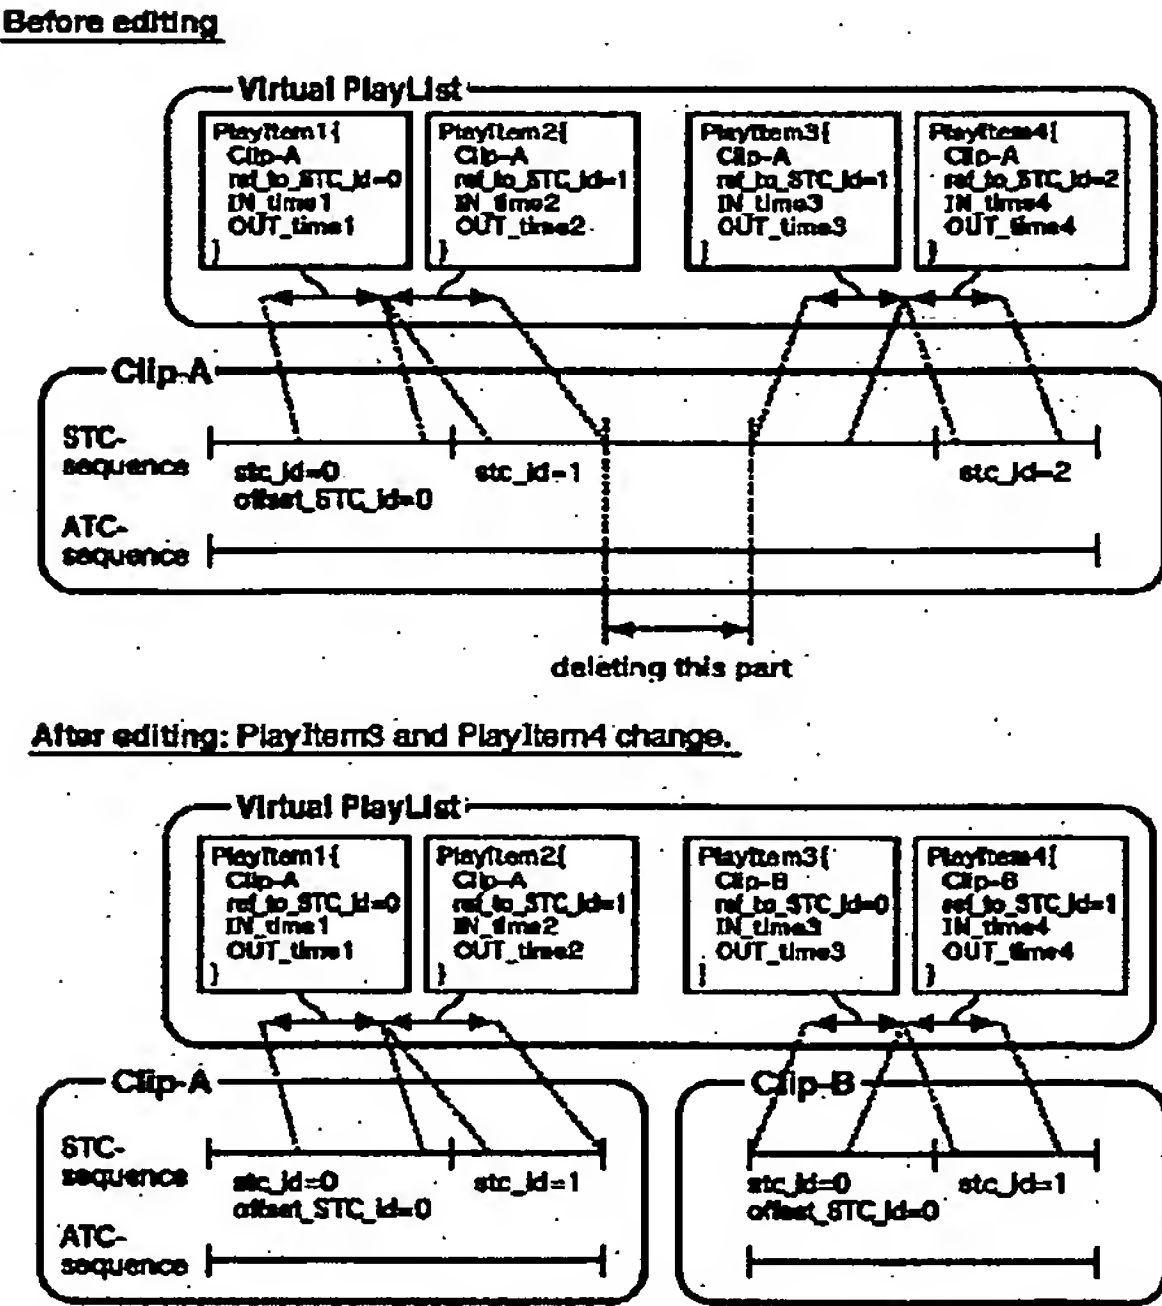 Before editing
Virtual PlayList
PlayItem1{
Clip-A
ref_to_STC_id=0
IN_time1
OUT_time1
}
PlayItem2{
Clip-A
ref_to_STC_id=1
IN_time2
OUT_time2
}
PlayItem3{
Clip-A
ref_to_STC_id=1
IN_time3
OUT_time3
}
PlayItem4{
Clip-A
ref_to_STC_id=2
IN_time4
OUT_time4
}
Clip-A
STC-
sequence
stc_id=0
offset_STC_id=0
stc_id=1
stc_id=2
ATC-
sequence
deleting this part
After editing: PlayItem3 and PlayItem4 change.
Virtual PlayList
PlayItem1{
Clip-A
ref_to_STC_id=0
IN_time1
OUT_time1
}
PlayItem2{
Clip-A
ref_to_STC_id=1
IN_time2
OUT_time2
}
PlayItem3{
Clip-B
ref_to_STC_id=0
IN_time3
OUT_time3
}
PlayItem4{
Clip-B
ref_to_STC_id=1
IN_time4
OUT_time4
}
Clip-A
STC-
sequence
stc_id=0
offset_STC_id=0
stc_id=1
ATC-
sequence
Clip-B
stc_id=0
offset_STC_id=0
stc_id=1